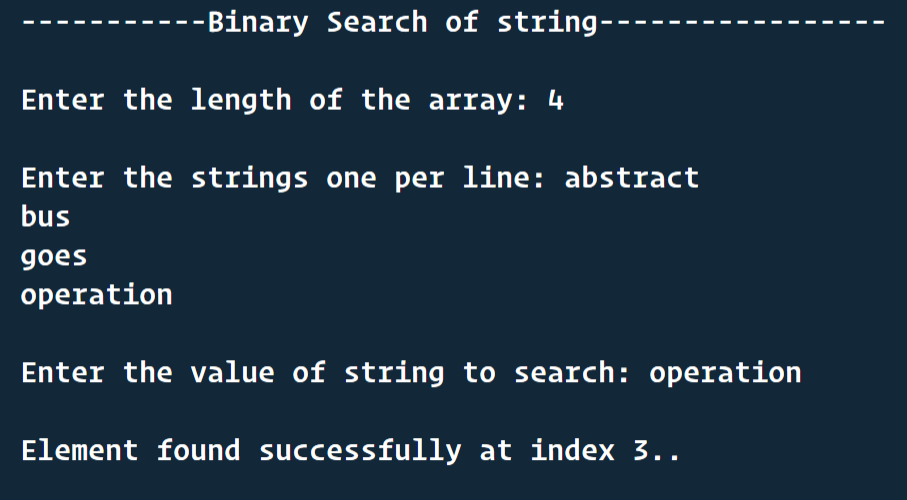 -----------Binary Search of string-----------------
Enter the length of the array: 4
Enter the strings one per line: abstract
bus
goes
operation
Enter the value of string to search: operation
Element found successfully at index 3..